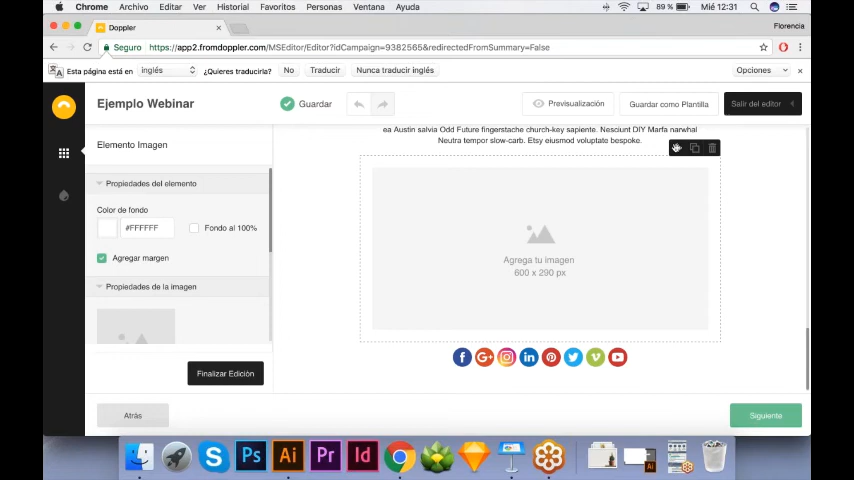 Chrome Archivo Editar Ver Historial Favoritos Personas Ventana Ayuda 89 % Mié 12:31
Doppler Florencia
Seguro https://app2.fromdoppler.com/MSEditor/Editor?idCampaign=9382565&redirectedFromSummary=False
Esta página está en inglés ¿Quieres traducirla? No Traducir Nunca traducir inglés Opciones
Ejemplo Webinar Guardar Previsualización Guardar como Plantilla Salir del editor
ea Austin salvia Odd Future fingerstache church-key sapiente. Nesciunt DIY Marfa narwhal
Neutra tempor slow-carb. Etsy eiusmod voluptate bespoke.
Elemento Imagen
Propiedades del elemento
Color de fondo
#FFFFFF Fondo al 100%
Agregar margen
Propiedades de la imagen
Agrega tu imagen
600 x 290 px
Finalizar Edición
Atrás Siguiente
Ps Ai Pr Id